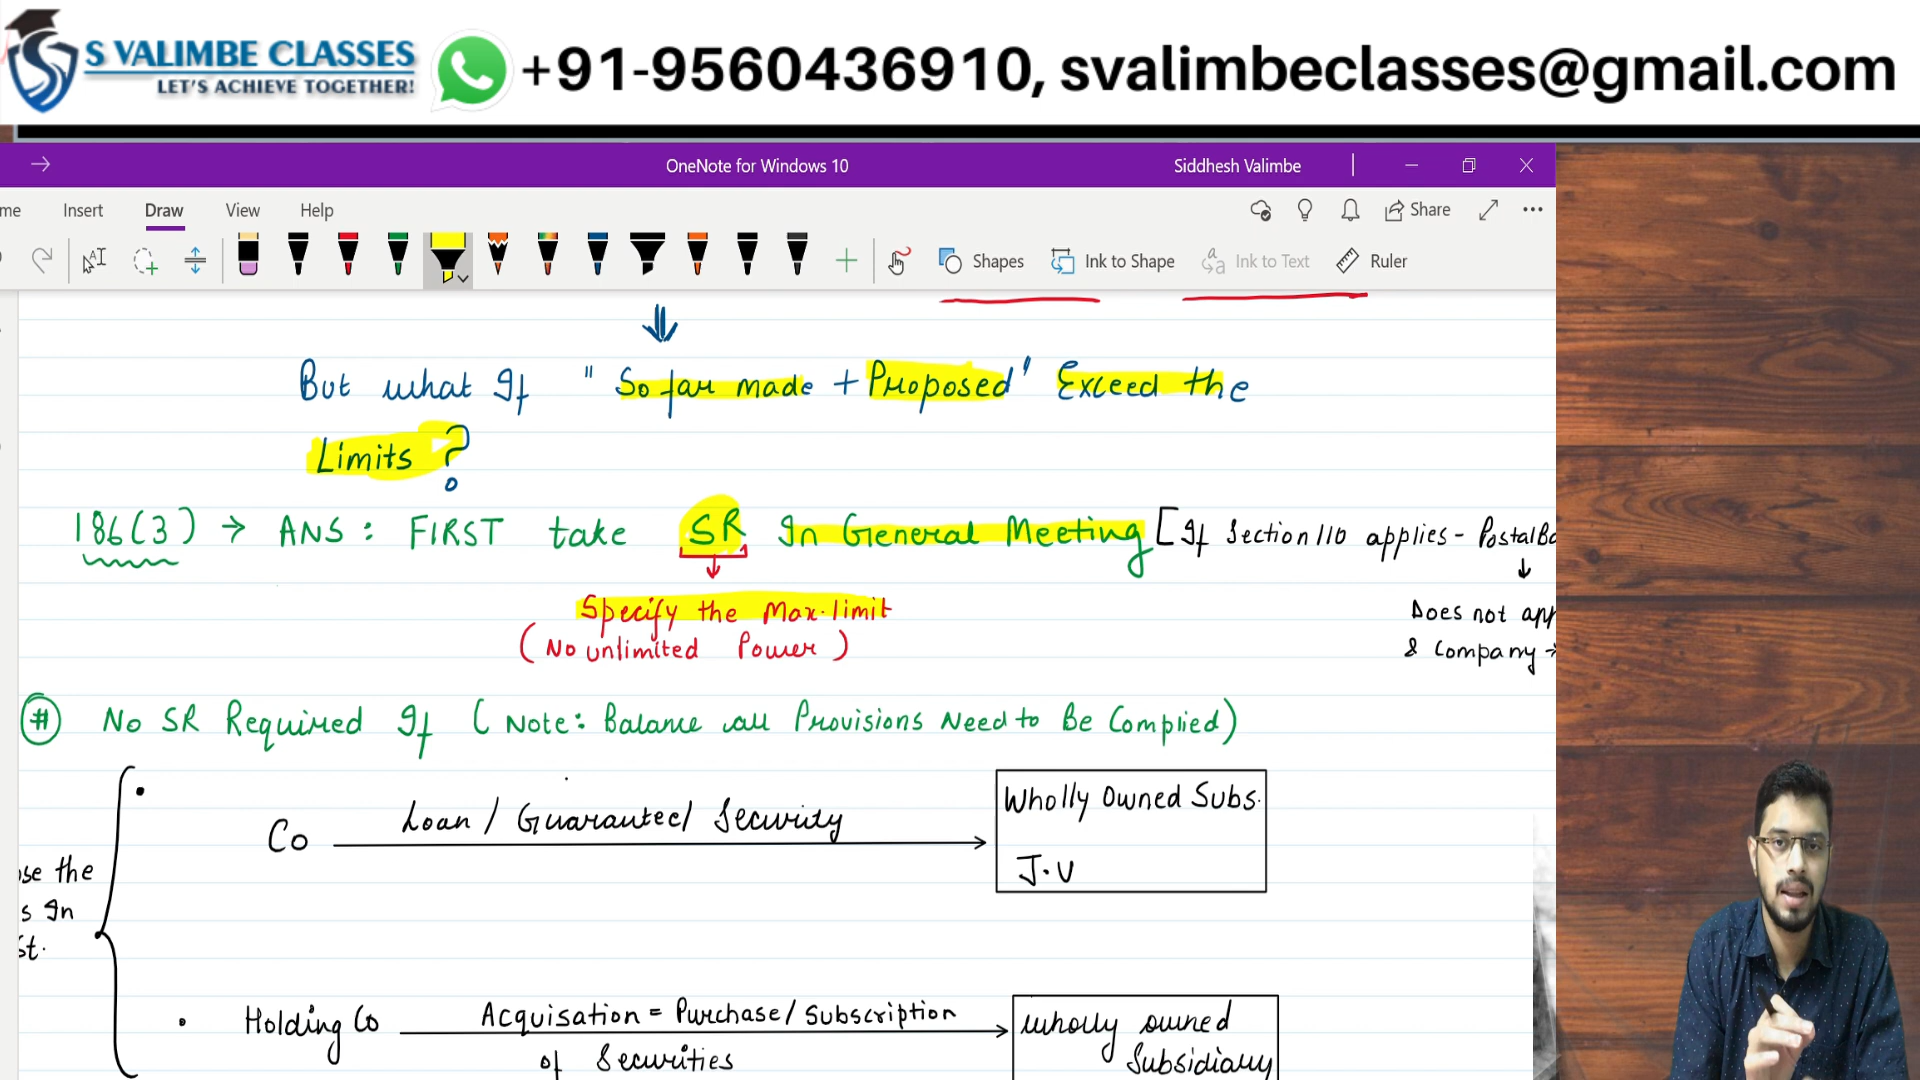 S VALIMBE CLASSES
LET'S ACHIEVE TOGETHER!
+91-9560436910, svalimbeclasses@gmail.com
OneNote for Windows 10
Siddhesh Valimbe
me Insert Draw View Help
Share
Shapes Ink to Shape Ink to Text Ruler
But what If "So far made + Proposed" Exceed the
Limits?
186(3) → ANS: FIRST take SR In General Meeting [If Section 110 applies - Postal Ba
Specify the Max. limit
(No unlimited Power)
Does not app
& Company →
# No SR Required If (Note: Balance all Provisions Need to Be Complied)
Co Loan / Guarantee / Security → Wholly Owned Subs.
J.V
se the
s In
st.
Holding Co Acquisation = Purchase / Subscription of Securities → Wholly owned Subsidiary